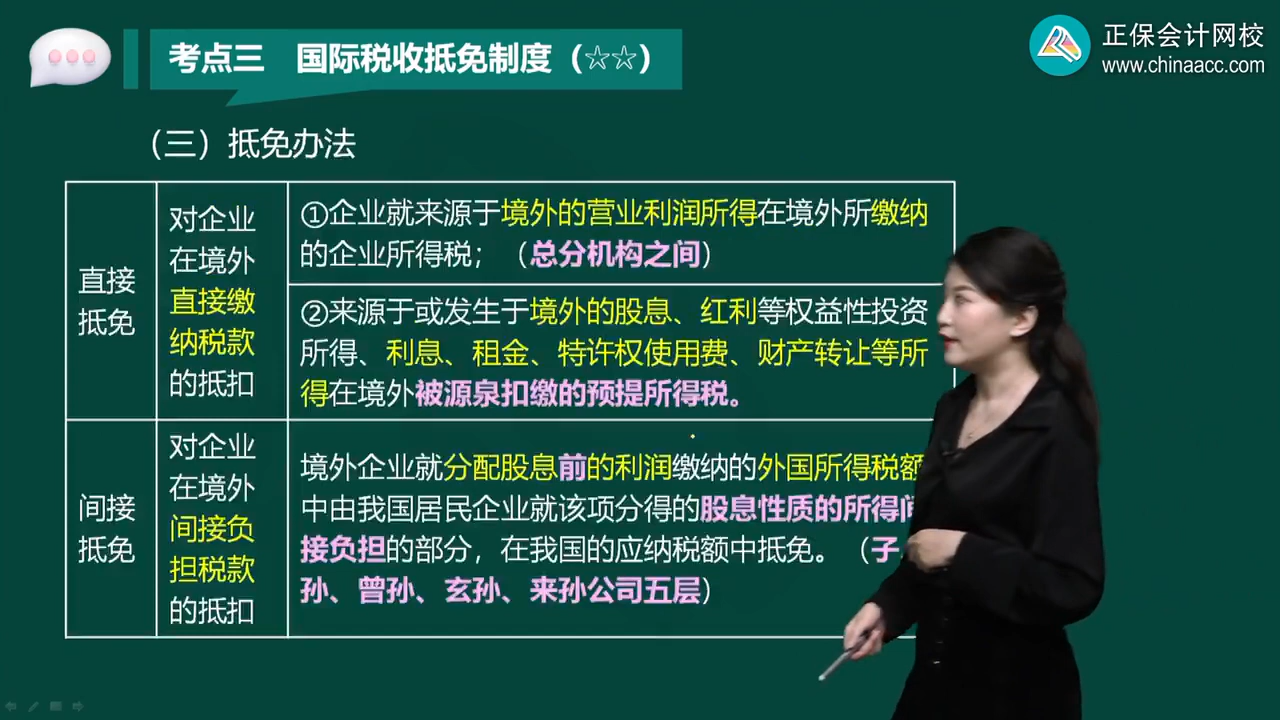 考点三 国际税收抵免制度（☆☆）
正保会计网校
www.chinaacc.com
（三）抵免办法
直接
抵免
对企业
在境外
直接缴
纳税款
的抵扣
①企业就来源于境外的营业利润所得在境外所缴纳
的企业所得税；（总分机构之间）
②来源于或发生于境外的股息、红利等权益性投资
所得、利息、租金、特许权使用费、财产转让等所
得在境外被源泉扣缴的预提所得税。
间接
抵免
对企业
在境外
间接负
担税款
的抵扣
境外企业就分配股息前的利润缴纳的外国所得税额
中由我国居民企业就该项分得的股息性质的所得间
接负担的部分，在我国的应纳税额中抵免。（子、
孙、曾孙、玄孙、来孙公司五层）